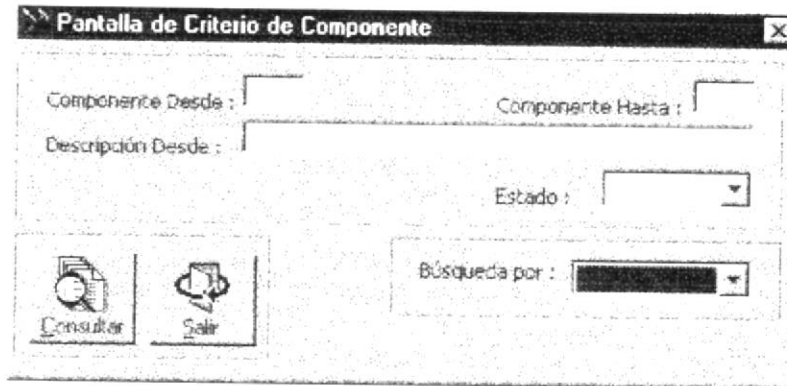 Pantalla de Criterio de Componente
Componente Desde :
Componente Hasta :
Descripción Desde :
Estado :
Búsqueda por :
Consultar
Salir